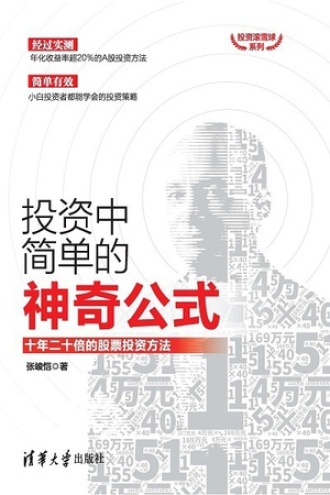 经过实测
年化收益率超20%的A股投资方法
投资滚雪球
系列
简单有效
小白投资者都能学会的投资策略
投资中
简单的
神奇公式
十年二十倍的股票投资方法
张峻恺◎著
清华大学出版社